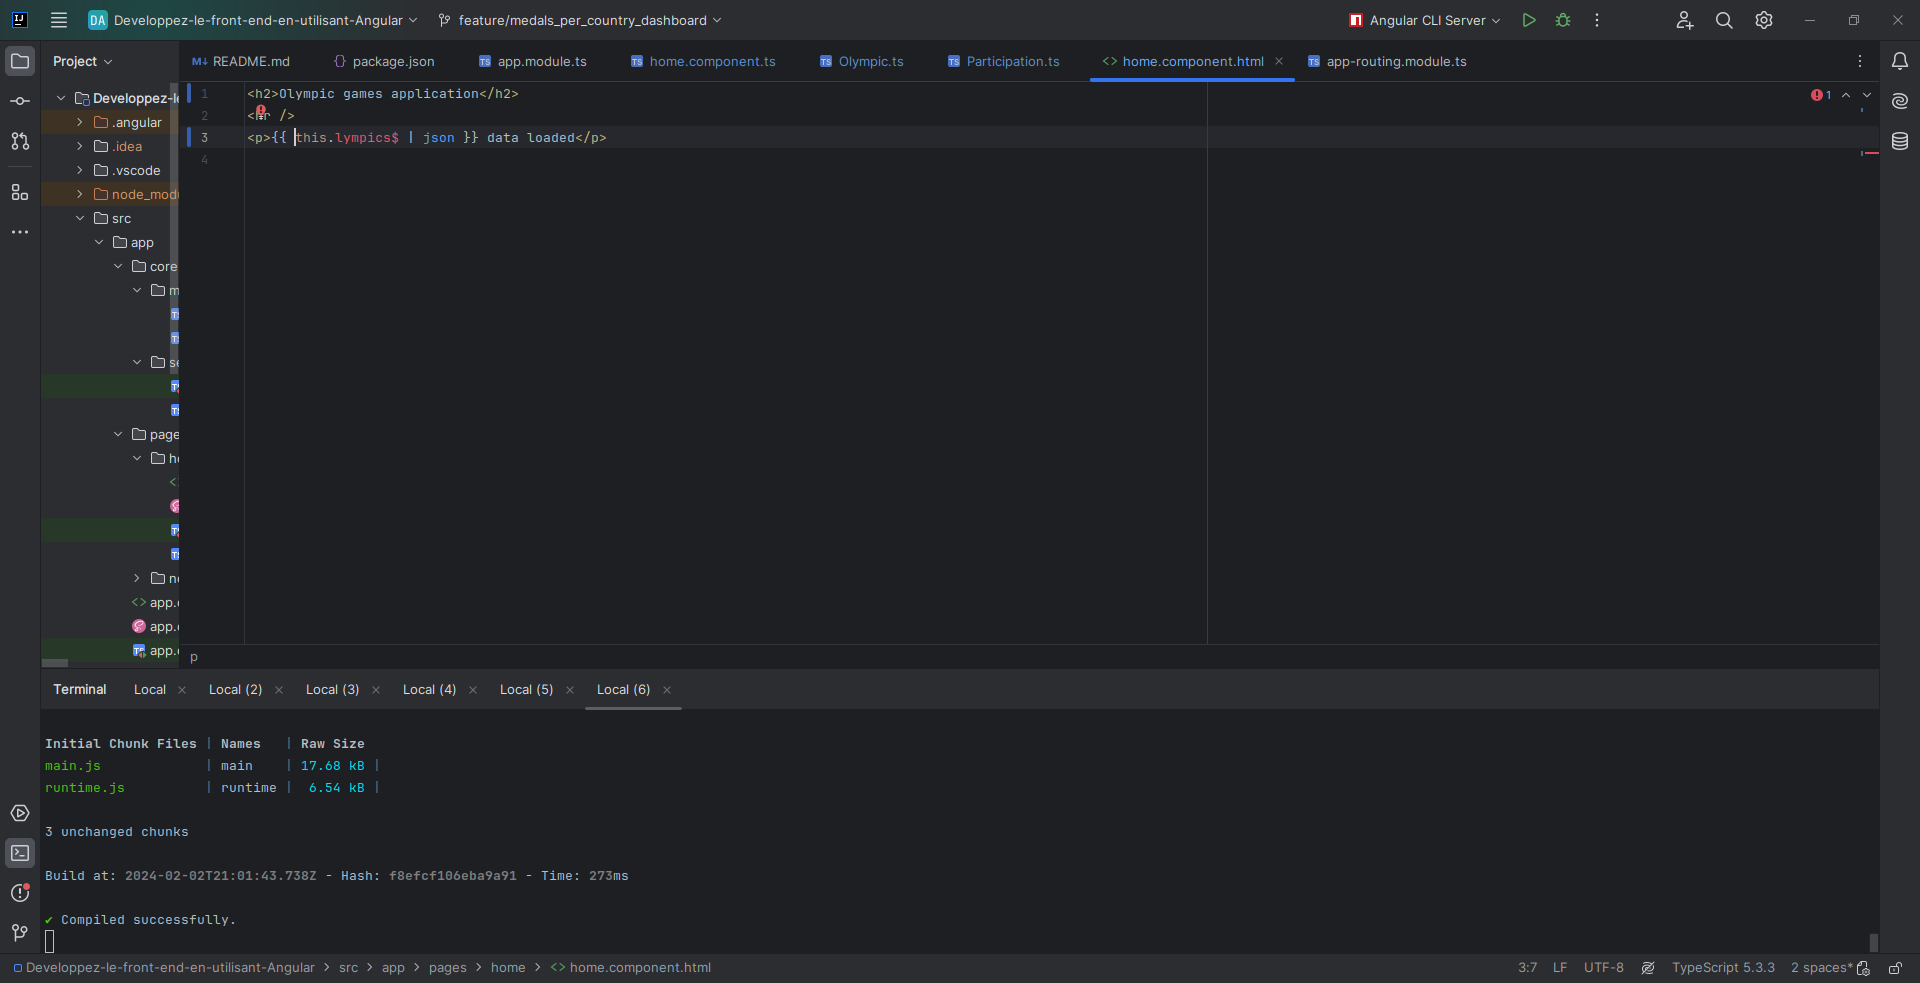 DA Developpez-le-front-end-en-utilisant-Angular feature/medals_per_country_dashboard Angular CLI Server
Project
README.md package.json app.module.ts home.component.ts Olympic.ts Participation.ts home.component.html app-routing.module.ts
Developpez-l
.angular
.idea
.vscode
node_modu
src
app
core
m
se
page
h
n
app.c
app.c
app.c
1 <h2>Olympic games application</h2>
2 />
3 <p>{{ this.lympics$ | json }} data loaded</p>
4
1
p
Terminal Local Local (2) Local (3) Local (4) Local (5) Local (6)
Initial Chunk Files | Names | Raw Size
main.js | main | 17.68 kB |
runtime.js | runtime | 6.54 kB |
3 unchanged chunks
Build at: 2024-02-02T21:01:43.738Z - Hash: f8efcf106eba9a91 - Time: 273ms
✔ Compiled successfully.
Developpez-le-front-end-en-utilisant-Angular > src > app > pages > home > <> home.component.html
3:7 LF UTF-8 TypeScript 5.3.3 2 spaces*